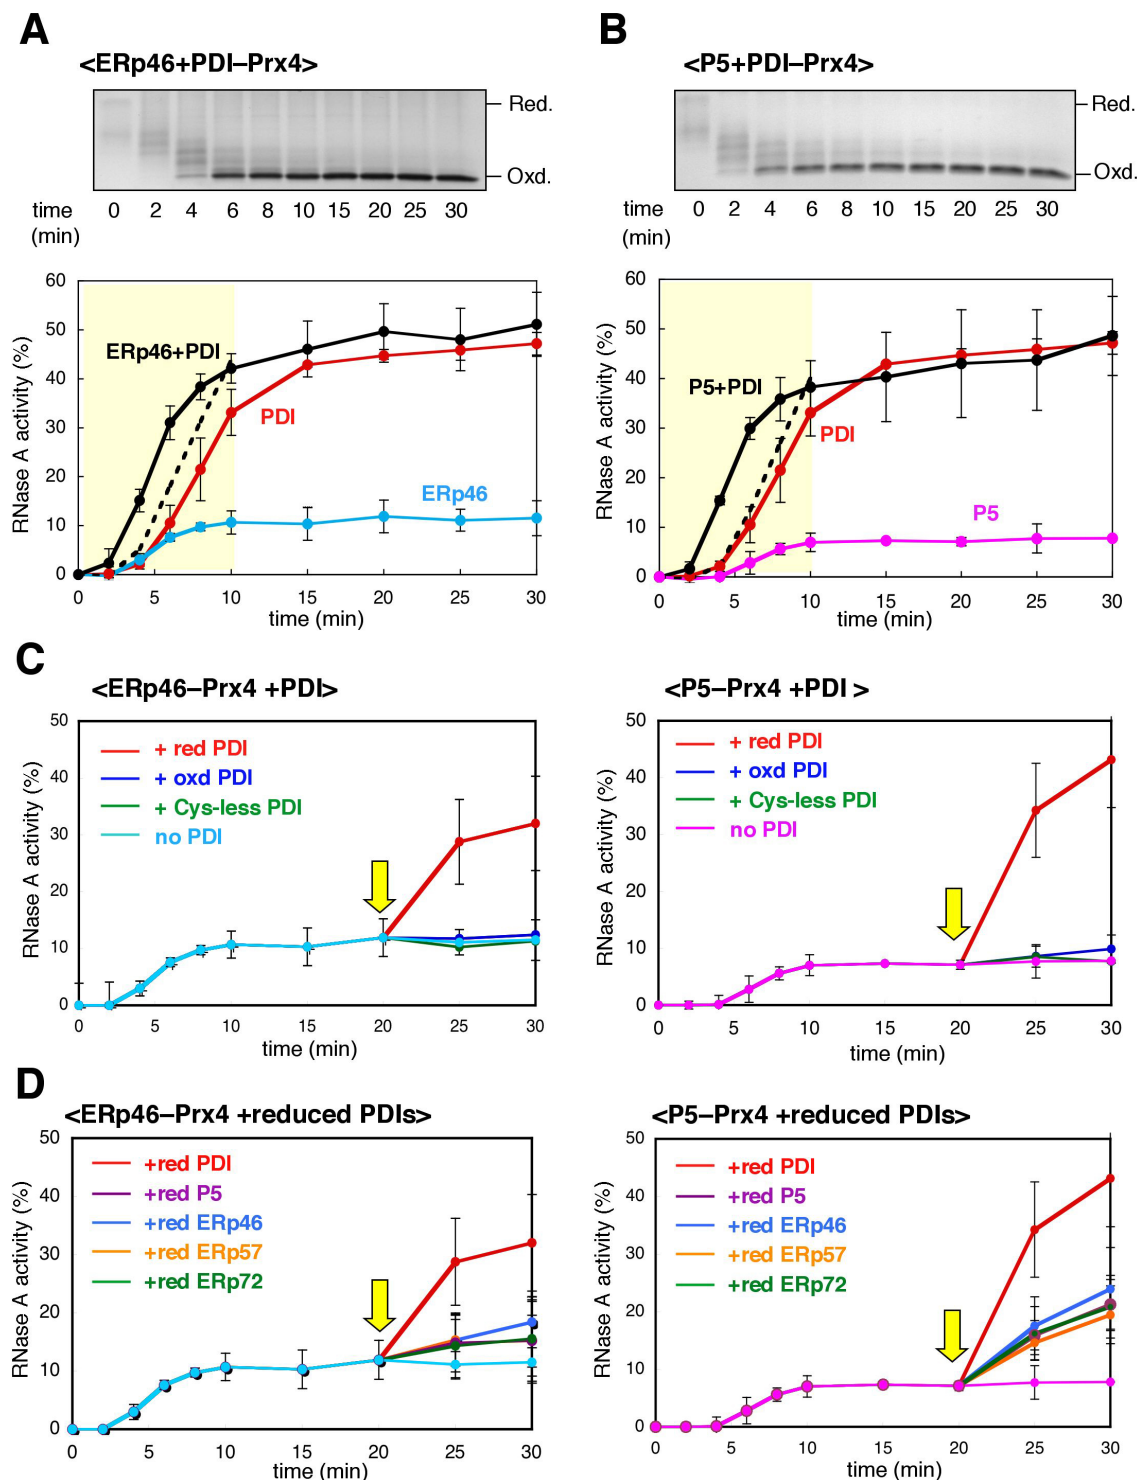 A
<ERp46+PDI–Prx4>
Red.
Oxd.
time
(min)
0 2 4 6 8 10 15 20 25 30
RNase A activity (%)
60
50
40
30
20
10
0
ERp46+PDI
PDI
ERp46
0 5 10 15 20 25 30
time (min)
B
<P5+PDI–Prx4>
Red.
Oxd.
time
(min)
0 2 4 6 8 10 15 20 25 30
RNase A activity (%)
60
50
40
30
20
10
0
P5+PDI
PDI
P5
0 5 10 15 20 25 30
time (min)
C
<ERp46–Prx4 +PDI>
RNase A activity (%)
50
40
30
20
10
0
+ red PDI
+ oxd PDI
+ Cys-less PDI
no PDI
0 5 10 15 20 25 30
time (min)
<P5–Prx4 +PDI >
RNase A activity (%)
50
40
30
20
10
0
+ red PDI
+ oxd PDI
+ Cys-less PDI
no PDI
0 5 10 15 20 25 30
time (min)
D
<ERp46–Prx4 +reduced PDIs>
RNase A activity (%)
50
40
30
20
10
0
+red PDI
+red P5
+red ERp46
+red ERp57
+red ERp72
0 5 10 15 20 25 30
time (min)
<P5–Prx4 +reduced PDIs>
RNase A activity (%)
50
40
30
20
10
0
+red PDI
+red P5
+red ERp46
+red ERp57
+red ERp72
0 5 10 15 20 25 30
time (min)